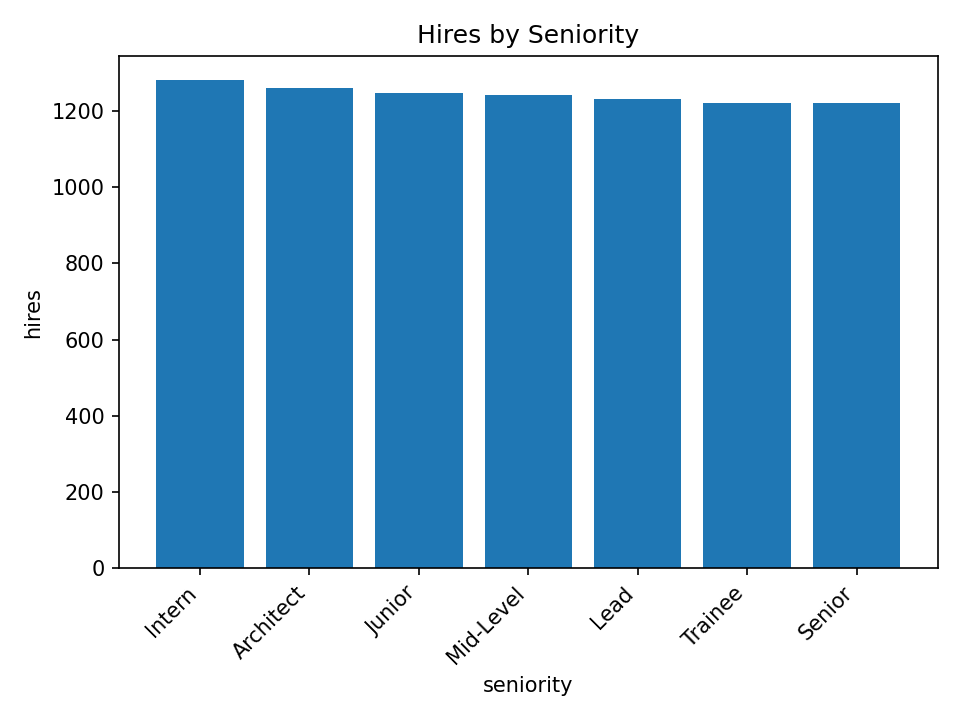 Hires by Seniority
hires
1200
1000
800
600
400
200
0
Intern
Architect
Junior
Mid-Level
Lead
Trainee
Senior
seniority